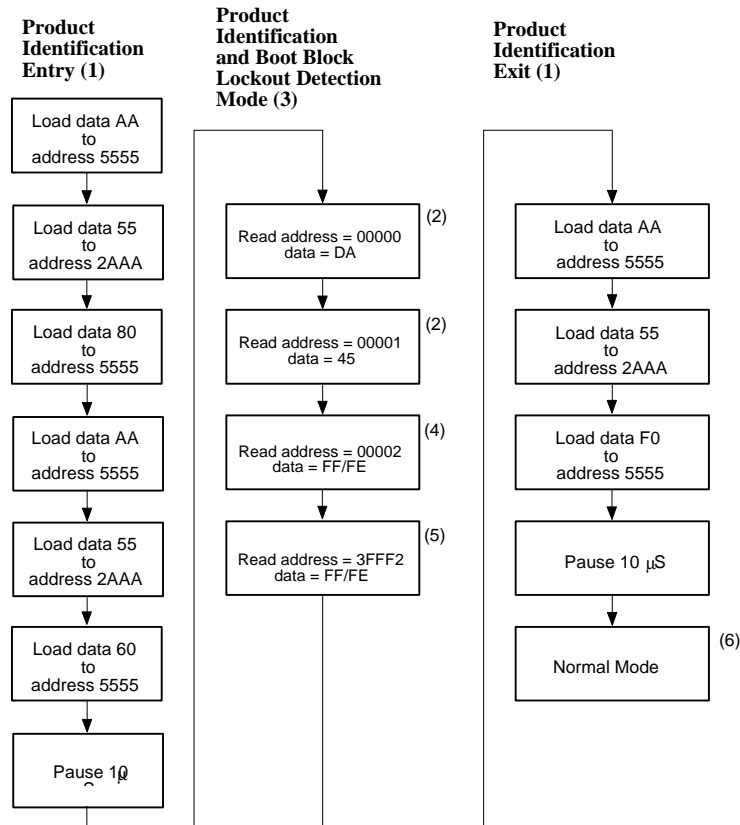 Product
Identification
Entry (1)
Load data AA
to
address 5555
Load data 55
to
address 2AAA
Load data 80
to
address 5555
Load data AA
to
address 5555
Load data 55
to
address 2AAA
Load data 60
to
address 5555
Pause 10 μ
S
Product
Identification
and Boot Block
Lockout Detection
Mode (3)
(2)
Read address = 00000
data = DA
(2)
Read address = 00001
data = 45
(4)
Read address = 00002
data = FF/FE
(5)
Read address = 3FFF2
data = FF/FE
Product
Identification
Exit (1)
Load data AA
to
address 5555
Load data 55
to
address 2AAA
Load data F0
to
address 5555
Pause 10 μS
(6)
Normal Mode